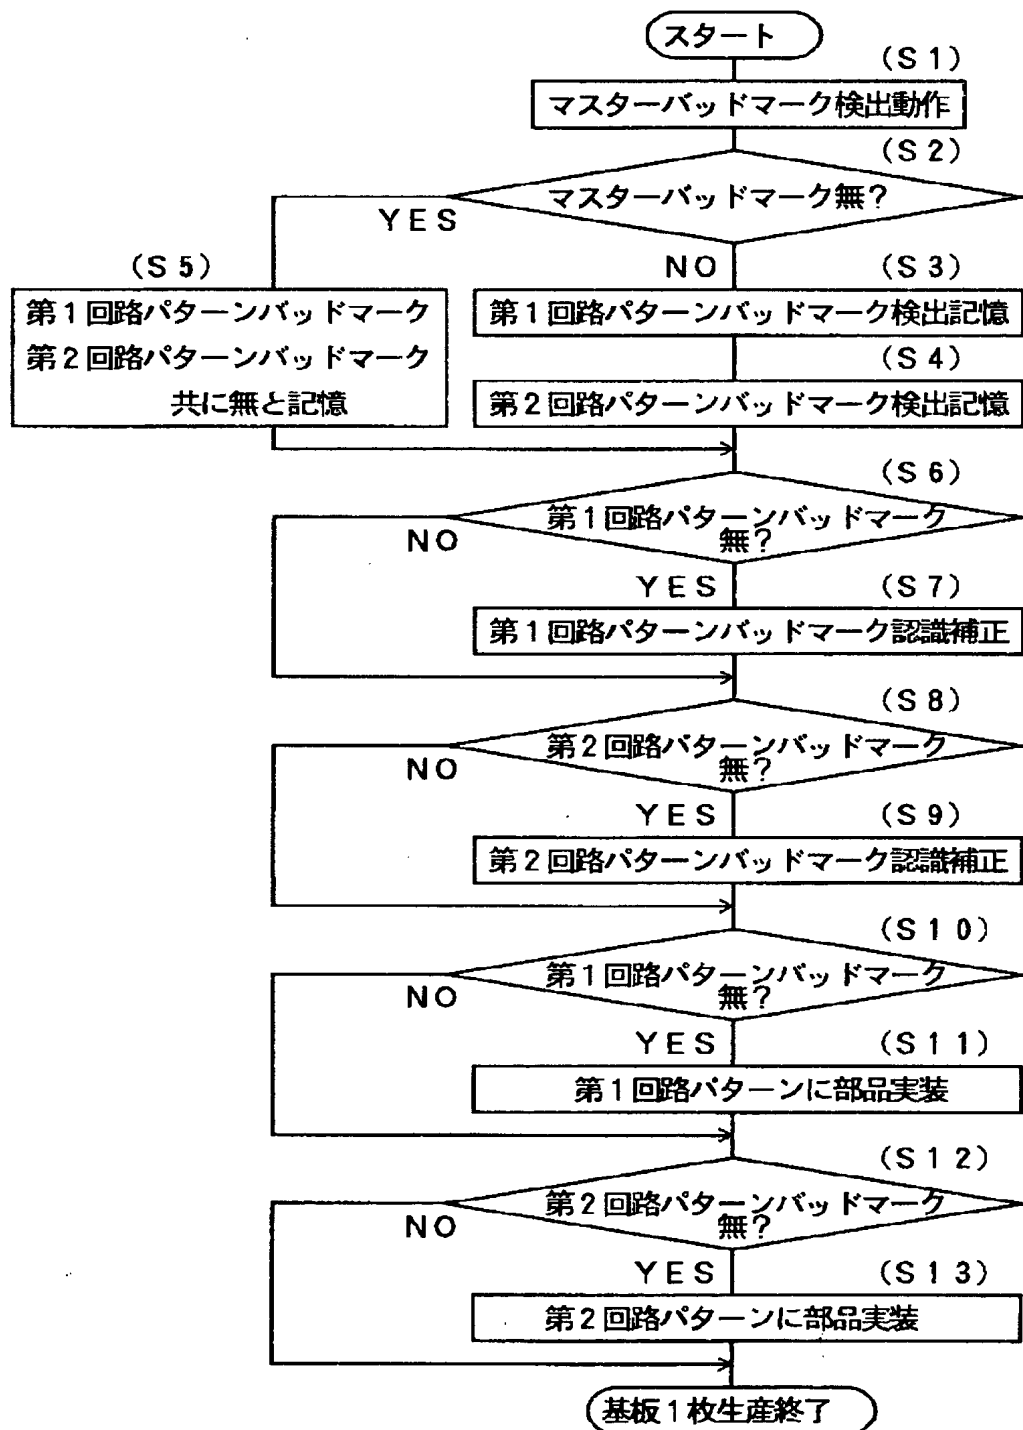 スタート
(S1)
マスターバッドマーク検出動作
(S2)
マスターバッドマーク無?
YES
NO
(S5)
第1回路パターンバッドマーク
第2回路パターンバッドマーク
共に無と記憶
(S3)
第1回路パターンバッドマーク検出記憶
(S4)
第2回路パターンバッドマーク検出記憶
(S6)
第1回路パターンバッドマーク
無?
NO
YES
(S7)
第1回路パターンバッドマーク認識補正
(S8)
第2回路パターンバッドマーク
無?
NO
YES
(S9)
第2回路パターンバッドマーク認識補正
(S10)
第1回路パターンバッドマーク
無?
NO
YES
(S11)
第1回路パターンに部品実装
(S12)
第2回路パターンバッドマーク
無?
NO
YES
(S13)
第2回路パターンに部品実装
基板1枚生産終了